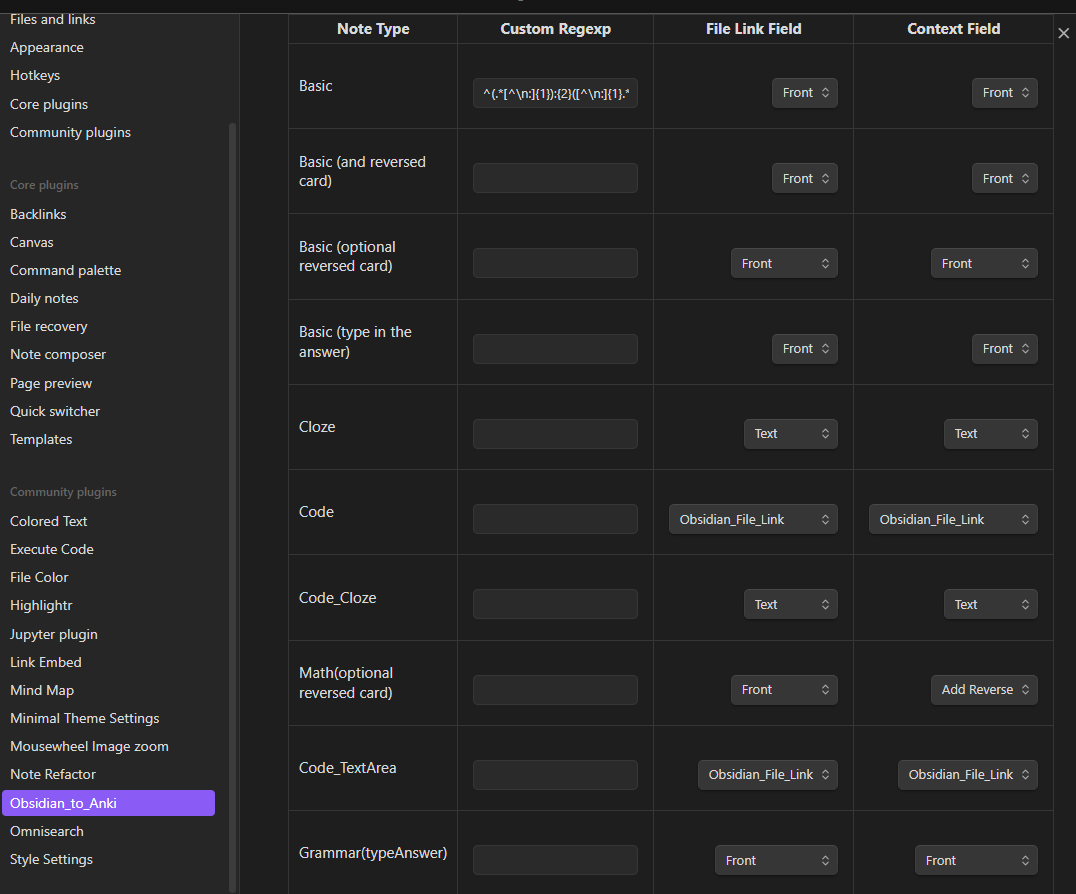 Files and links
Appearance
Hotkeys
Core plugins
Community plugins
Core plugins
Backlinks
Canvas
Command palette
Daily notes
File recovery
Note composer
Page preview
Quick switcher
Templates
Community plugins
Colored Text
Execute Code
File Color
Highlightr
Jupyter plugin
Link Embed
Mind Map
Minimal Theme Settings
Mousewheel Image zoom
Note Refactor
Obsidian_to_Anki
Omnisearch
Style Settings
Note Type Custom Regexp File Link Field Context Field
Basic ^(.*[^\n:]{1}):{2}([^\n:]{1}.* Front Front
Basic (and reversed
card) Front Front
Basic (optional
reversed card) Front Front
Basic (type in the
answer) Front Front
Cloze Text Text
Code Obsidian_File_Link Obsidian_File_Link
Code_Cloze Text Text
Math(optional
reversed card) Front Add Reverse
Code_TextArea Obsidian_File_Link Obsidian_File_Link
Grammar(typeAnswer) Front Front